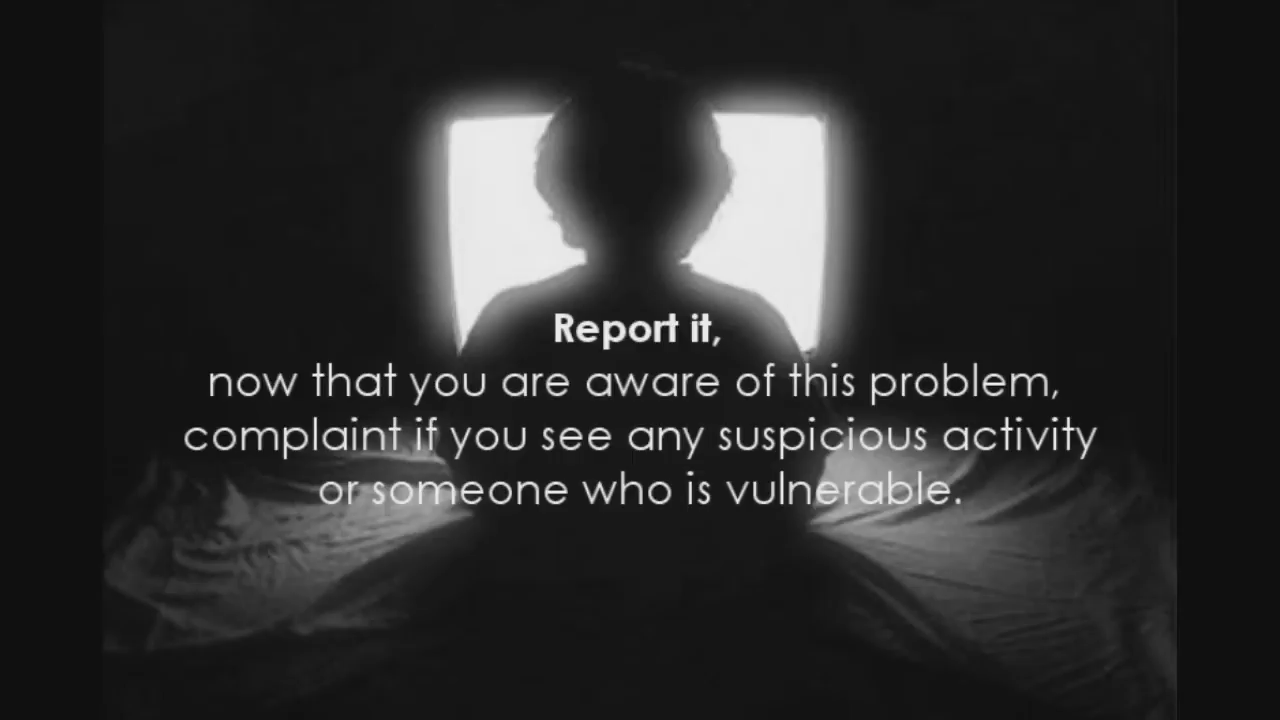 Report it,
now that you are aware of this problem,
complaint if you see any suspicious activity
or someone who is vulnerable.